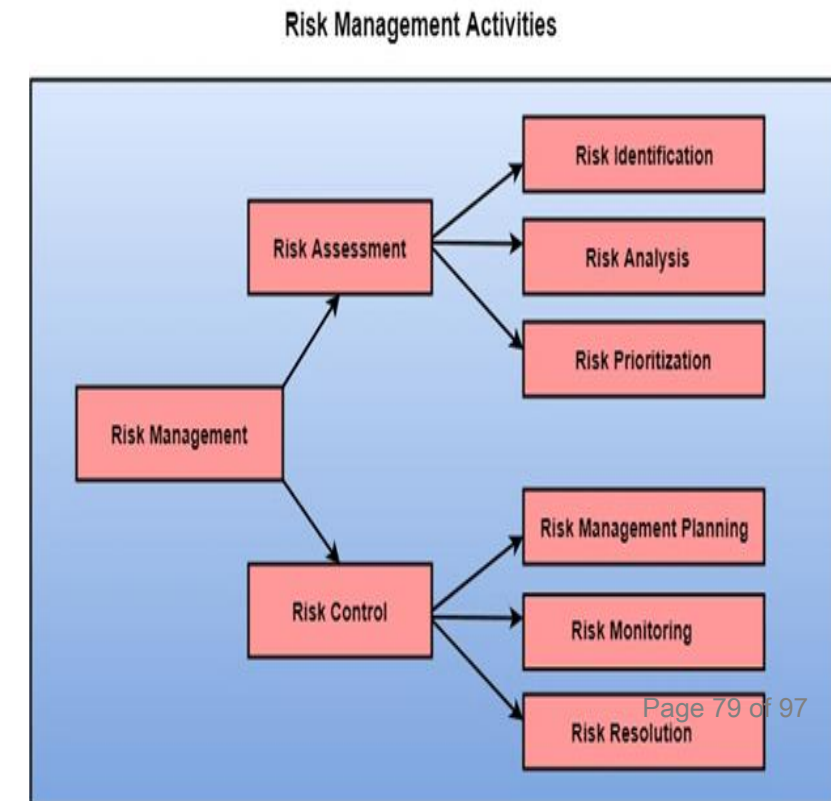 Risk Management Activities
Risk Identification
Risk Assessment
Risk Analysis
Risk Prioritization
Risk Management
Risk Management Planning
Risk Control
Risk Monitoring
Page 79 of 97
Risk Resolution